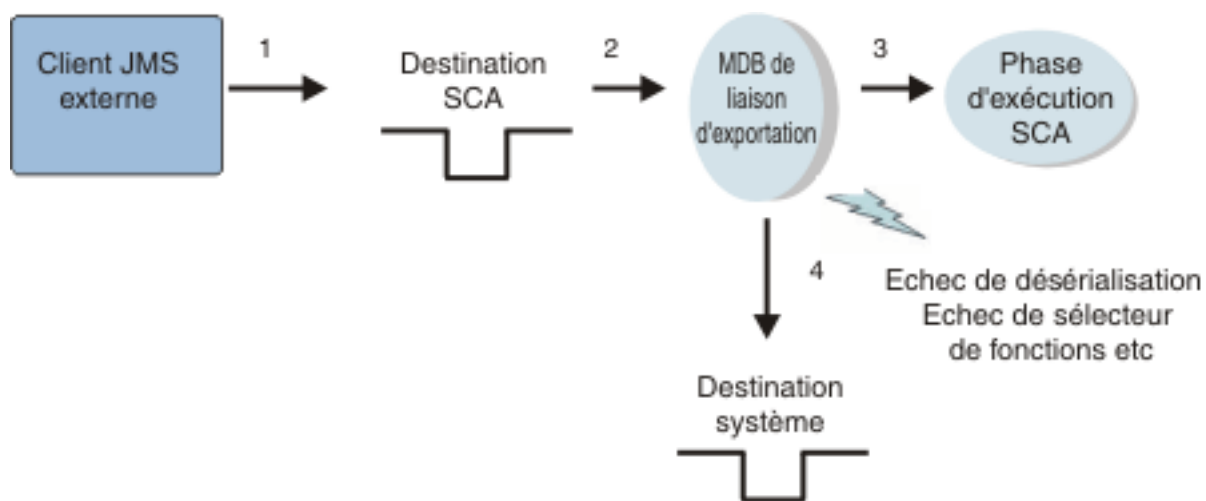 Client JMS
externe
1
Destination
SCA
2
MDB de
liaison
d'exportation
3
Phase
d'exécution
SCA
4
Echec de désérialisation
Echec de sélecteur
de fonctions etc
Destination
système